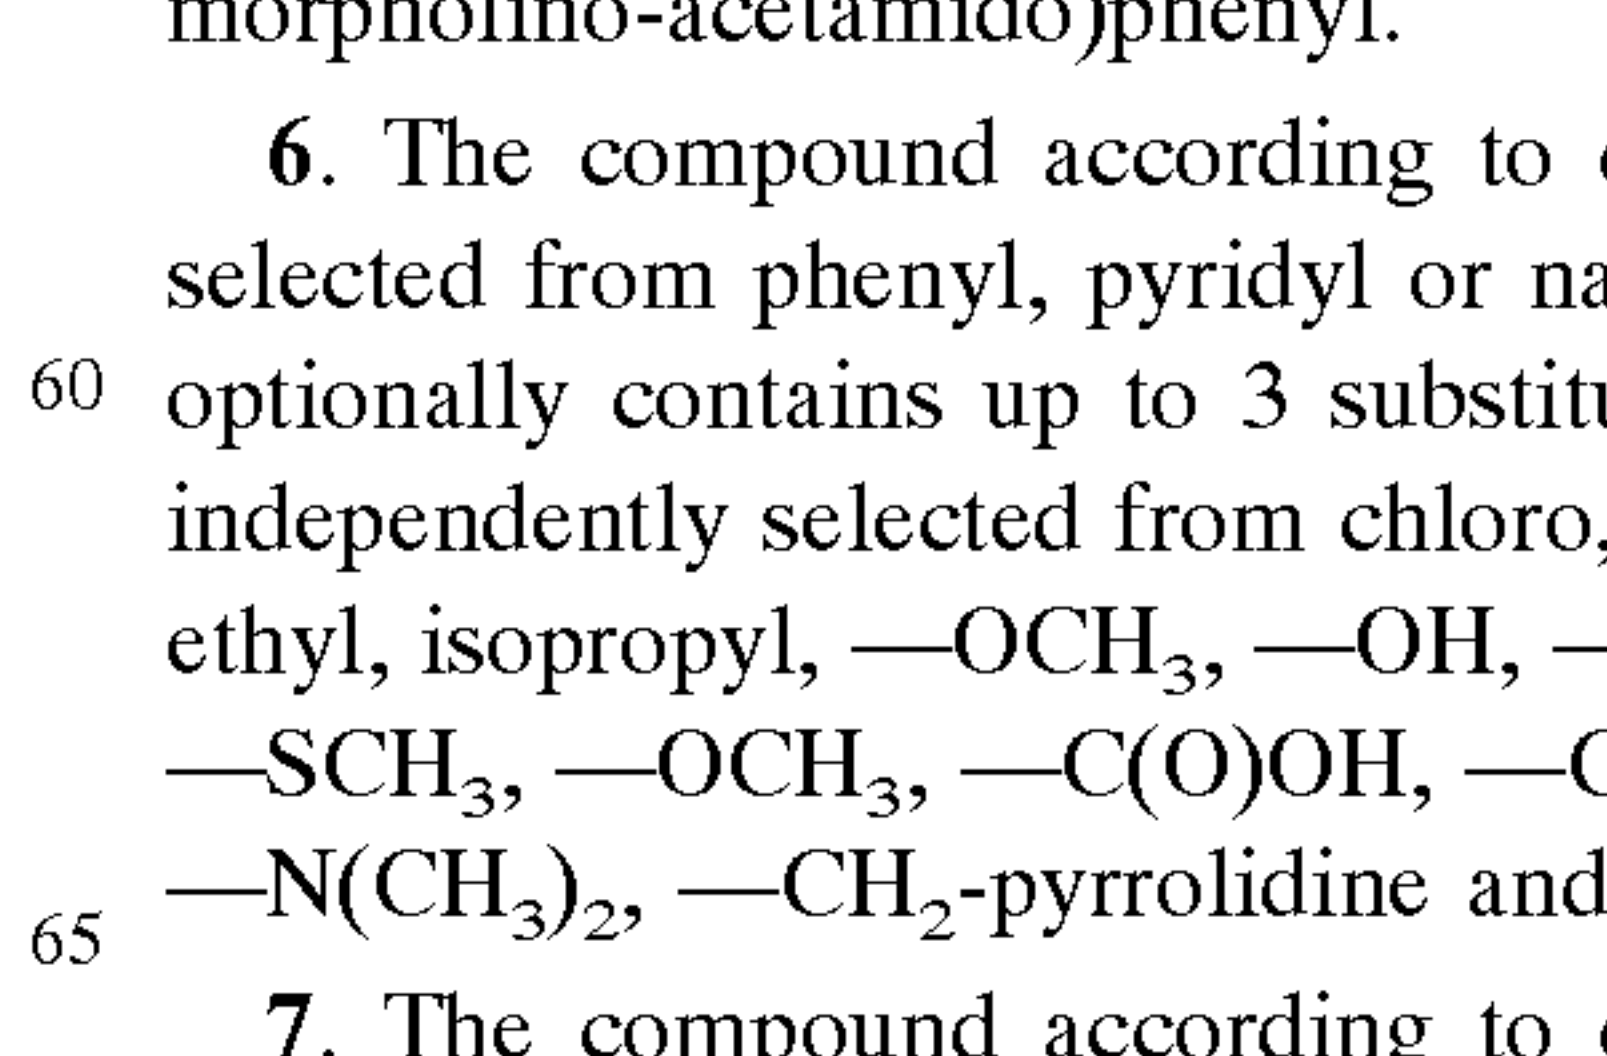 morpholino-acetamido)phenyl.
6. The compound according to
selected from phenyl, pyridyl or
60 optionally contains up to 3
independently selected from chloro,
ethyl, isopropyl, —OCH₃, —OH,
—SCH₃, —OCH₃, —C(O)OH,
—N(CH₃)₂, —CH₂-pyrrolidine and
65
7. The compound according to